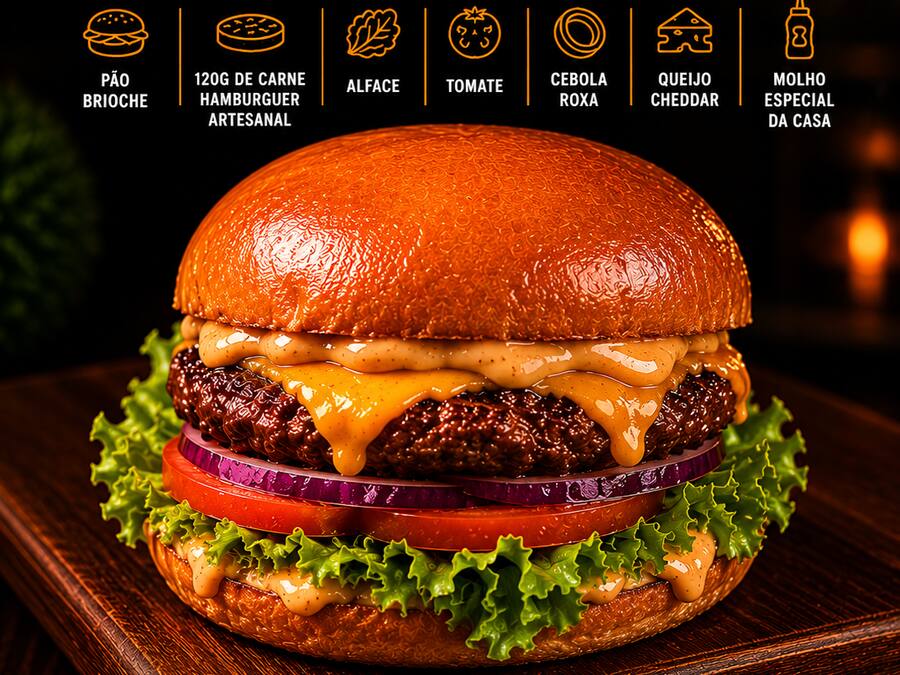 PÃO
BRIOCHE
120G DE CARNE
HAMBURGUER
ARTESANAL
ALFACE
TOMATE
CEBOLA
ROXA
QUEIJO
CHEDDAR
MOLHO
ESPECIAL
DA CASA